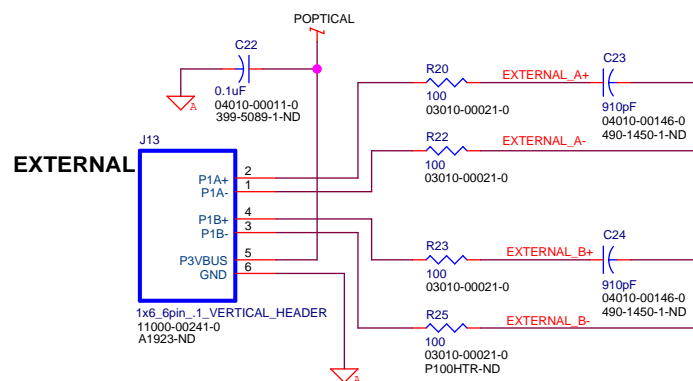 POPTICAL
C22
0.1uF
04010-00011-0
399-5089-1-ND
A
R20
100
03010-00021-0
EXTERNAL_A+
C23
910pF
04010-00146-0
490-1450-1-ND
J13
EXTERNAL
R22
100
03010-00021-0
EXTERNAL_A-
P1A+ 2
P1A- 1
P1B+ 4
P1B- 3
P3VBUS 5
GND 6
R23
100
03010-00021-0
EXTERNAL_B+
C24
910pF
04010-00146-0
490-1450-1-ND
1x6_6pin_.1_VERTICAL_HEADER
11000-00241-0
A1923-ND
R25
100
03010-00021-0
P100HTR-ND
EXTERNAL_B-
A